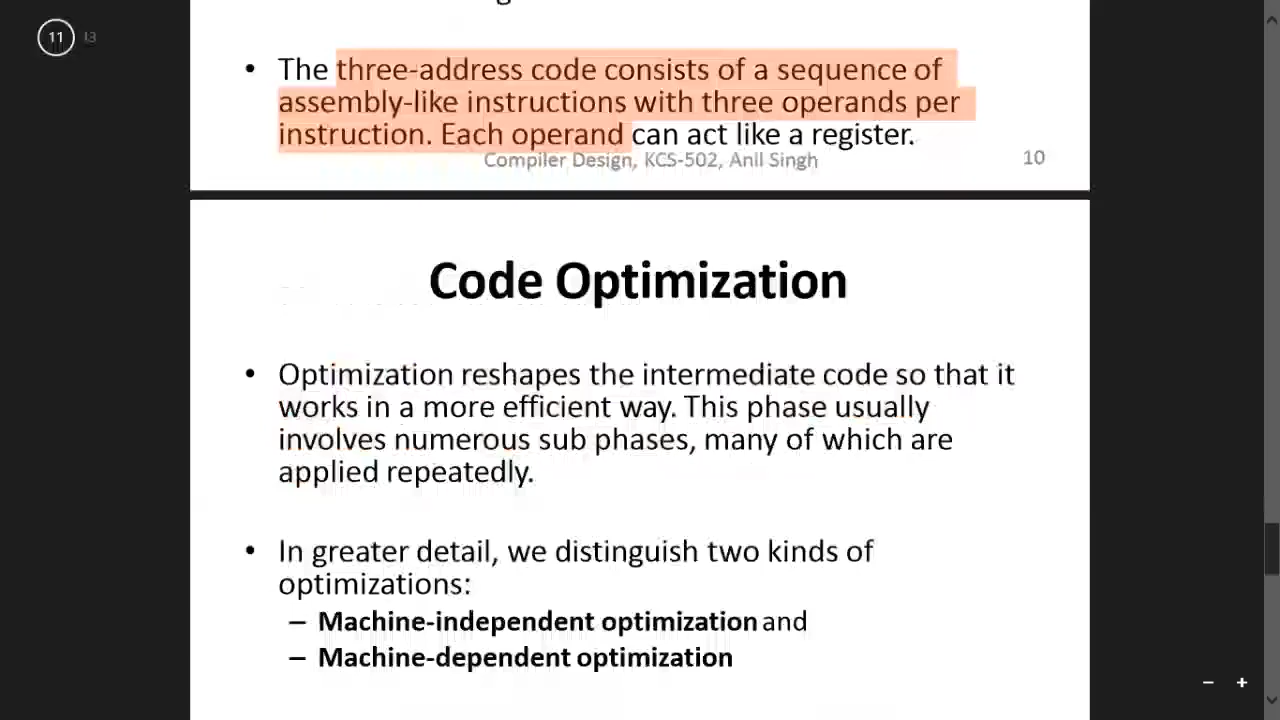 11 13
• The three-address code consists of a sequence of
assembly-like instructions with three operands per
instruction. Each operand can act like a register.
Compiler Design, KCS-502, Anil Singh 10
Code Optimization
• Optimization reshapes the intermediate code so that it
works in a more efficient way. This phase usually
involves numerous sub phases, many of which are
applied repeatedly.
• In greater detail, we distinguish two kinds of
optimizations:
– Machine-independent optimization and
– Machine-dependent optimization